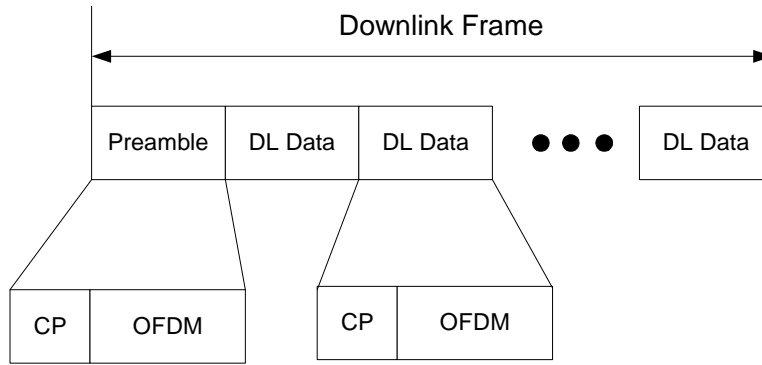 Downlink Frame
Preamble DL Data DL Data DL Data
CP OFDM CP OFDM